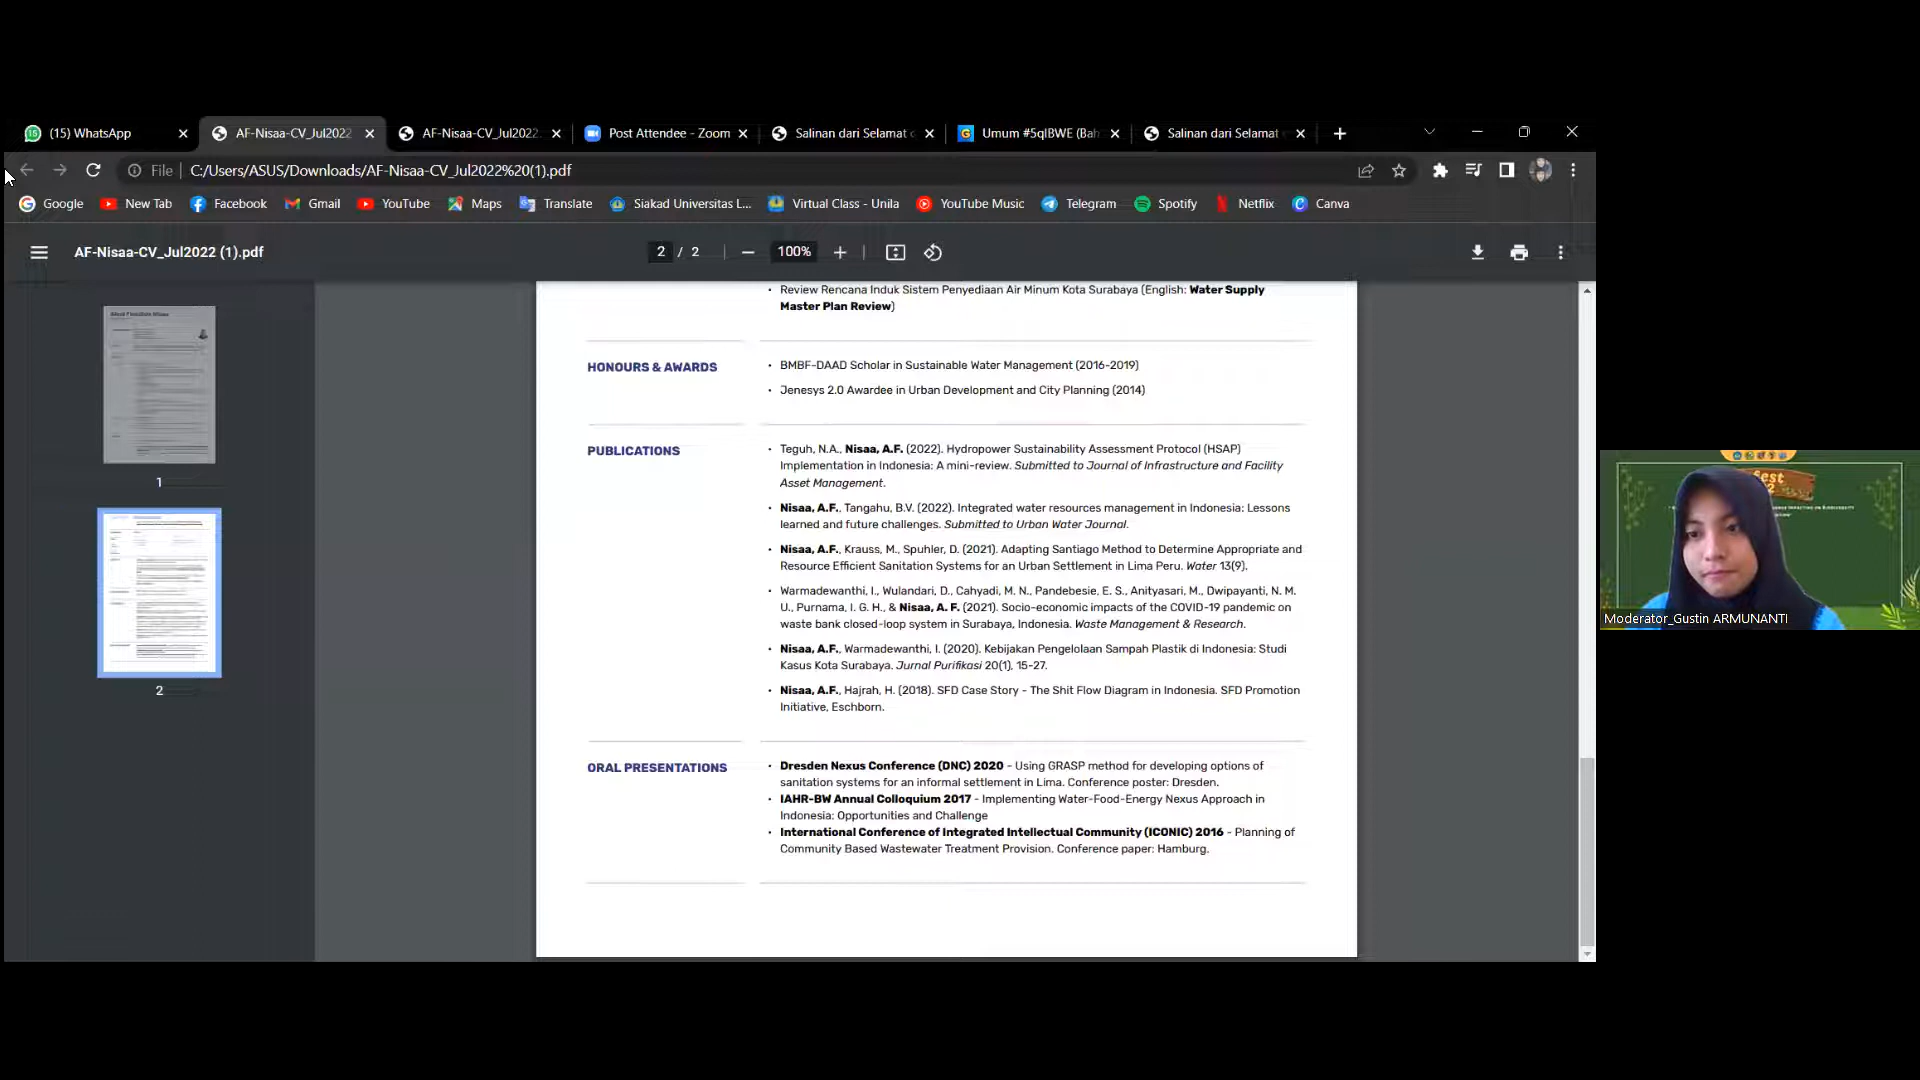 (15) WhatsApp
AF-Nisaa-CV_Jul2022
AF-Nisaa-CV_Jul2022
Post Attendee - Zoom
Salinan dari Selamat
Umum #5qlBWE (Bah
Salinan dari Selamat
File
C:/Users/ASUS/Downloads/AF-Nisaa-CV_Jul2022%20(1).pdf
Google
New Tab
Facebook
Gmail
YouTube
Maps
Translate
Siakad Universitas L...
Virtual Class - Unila
YouTube Music
Telegram
Spotify
Netflix
Canva
AF-Nisaa-CV_Jul2022 (1).pdf
2 / 2
100%
1
2
• Review Rencana Induk Sistem Penyediaan Air Minum Kota Surabaya (English: Water Supply
Master Plan Review)
HONOURS & AWARDS
• BMBF-DAAD Scholar in Sustainable Water Management (2016-2019)
• Jenesys 2.0 Awardee in Urban Development and City Planning (2014)
PUBLICATIONS
• Teguh, N.A., Nisaa, A.F. (2022). Hydropower Sustainability Assessment Protocol (HSAP)
Implementation in Indonesia: A mini-review. Submitted to Journal of Infrastructure and Facility
Asset Management.
Nisaa, A.F., Tangahu, B.V. (2022). Integrated water resources management in Indonesia: Lessons
learned and future challenges. Submitted to Urban Water Journal.
• Nisaa, A.F., Krauss, M., Spuhler, D. (2021). Adapting Santiago Method to Determine Appropriate and
Resource Efficient Sanitation Systems for an Urban Settlement in Lima Peru. Water 13(9).
• Warmadewanthi, I., Wulandari, D., Cahyadi, M. N., Pandebesie, E. S., Anityasari, M., Dwipayanti, N. M.
U., Purnama, I. G. H., & Nisaa, A. F. (2021). Socio-economic impacts of the COVID-19 pandemic on
waste bank closed-loop system in Surabaya, Indonesia. Waste Management & Research.
• Nisaa, A.F., Warmadewanthi, I. (2020). Kebijakan Pengelolaan Sampah Plastik di Indonesia: Studi
Kasus Kota Surabaya. Jurnal Purifikasi 20(1), 15-27.
• Nisaa, A.F., Hajrah, H. (2018). SFD Case Story - The Shit Flow Diagram in Indonesia. SFD Promotion
Initiative, Eschborn.
ORAL PRESENTATIONS
• Dresden Nexus Conference (DNC) 2020 - Using GRASP method for developing options of
sanitation systems for an informal settlement in Lima. Conference poster: Dresden.
• IAHR-BW Annual Colloquium 2017 - Implementing Water-Food-Energy Nexus Approach in
Indonesia: Opportunities and Challenge
• International Conference of Integrated Intellectual Community (ICONIC) 2016 - Planning of
Community Based Wastewater Treatment Provision. Conference paper: Hamburg.
Moderator_Gustin ARMUNANTI